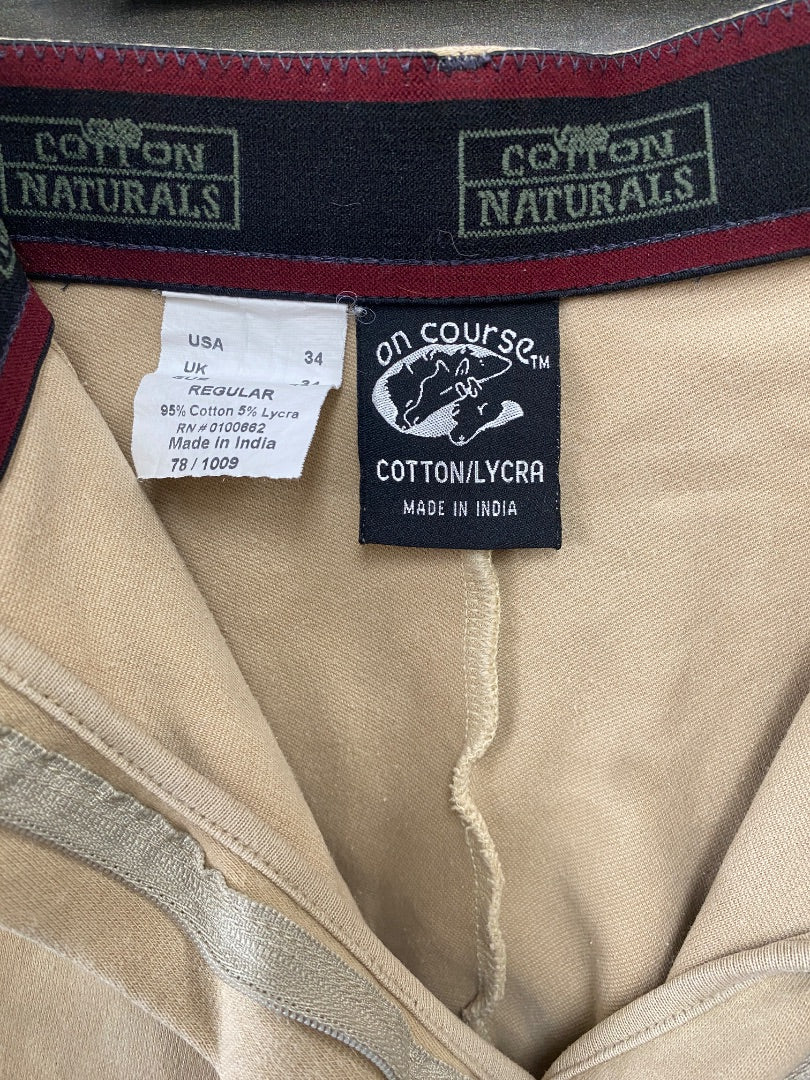 COTTON
NATURALS
COTTON
NATURALS
USA 34
UK
REGULAR
95% Cotton 5% Lycra
RN # 0100662
Made in India
78 / 1009
on course™
COTTON/LYCRA
MADE IN INDIA